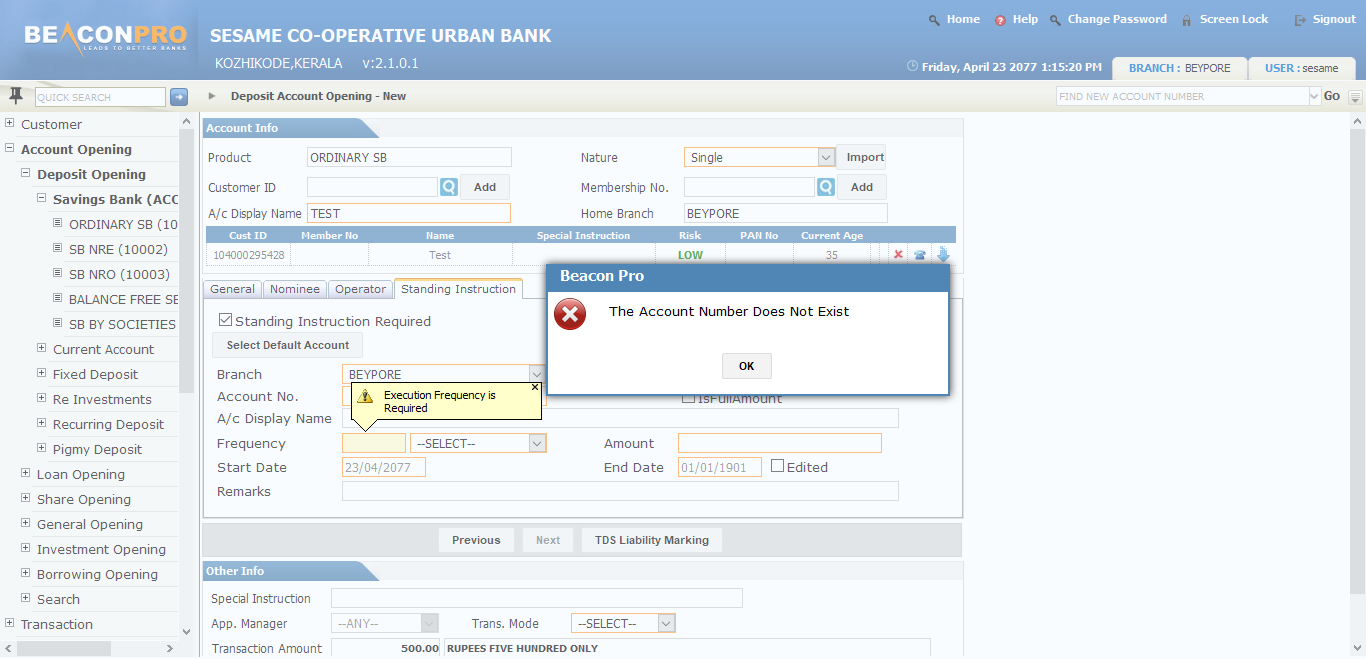 BEACONPRO
LEADS TO BETTER BANKS
SESAME CO-OPERATIVE URBAN BANK
KOZHIKODE,KERALA v:2.1.0.1
Home Help Change Password Screen Lock Signout
Friday, April 23 2077 1:15:20 PM BRANCH : BEYPORE USER : sesame
QUICK SEARCH Deposit Account Opening - New FIND NEW ACCOUNT NUMBER Go
Customer
Account Opening
Deposit Opening
Savings Bank (ACC
ORDINARY SB (10
SB NRE (10002)
SB NRO (10003)
BALANCE FREE SE
SB BY SOCIETIES
Current Account
Fixed Deposit
Re Investments
Recurring Deposit
Pigmy Deposit
Loan Opening
Share Opening
General Opening
Investment Opening
Borrowing Opening
Search
Transaction
Account Info
Product ORDINARY SB Nature Single Import
Customer ID Add Membership No. Add
A/c Display Name TEST Home Branch BEYPORE
Cust ID Member No Name Special Instruction Risk PAN No Current Age
104000295428 Test LOW 35
General Nominee Operator Standing Instruction
Standing Instruction Required
Select Default Account
Branch BEYPORE
Account No. IsFullAmount
A/c Display Name
Frequency --SELECT-- Amount
Start Date 23/04/2077 End Date 01/01/1901 Edited
Remarks
Execution Frequency is
Required
Beacon Pro
The Account Number Does Not Exist
OK
Previous Next TDS Liability Marking
Other Info
Special Instruction
App. Manager --ANY-- Trans. Mode --SELECT--
Transaction Amount 500.00 RUPEES FIVE HUNDRED ONLY